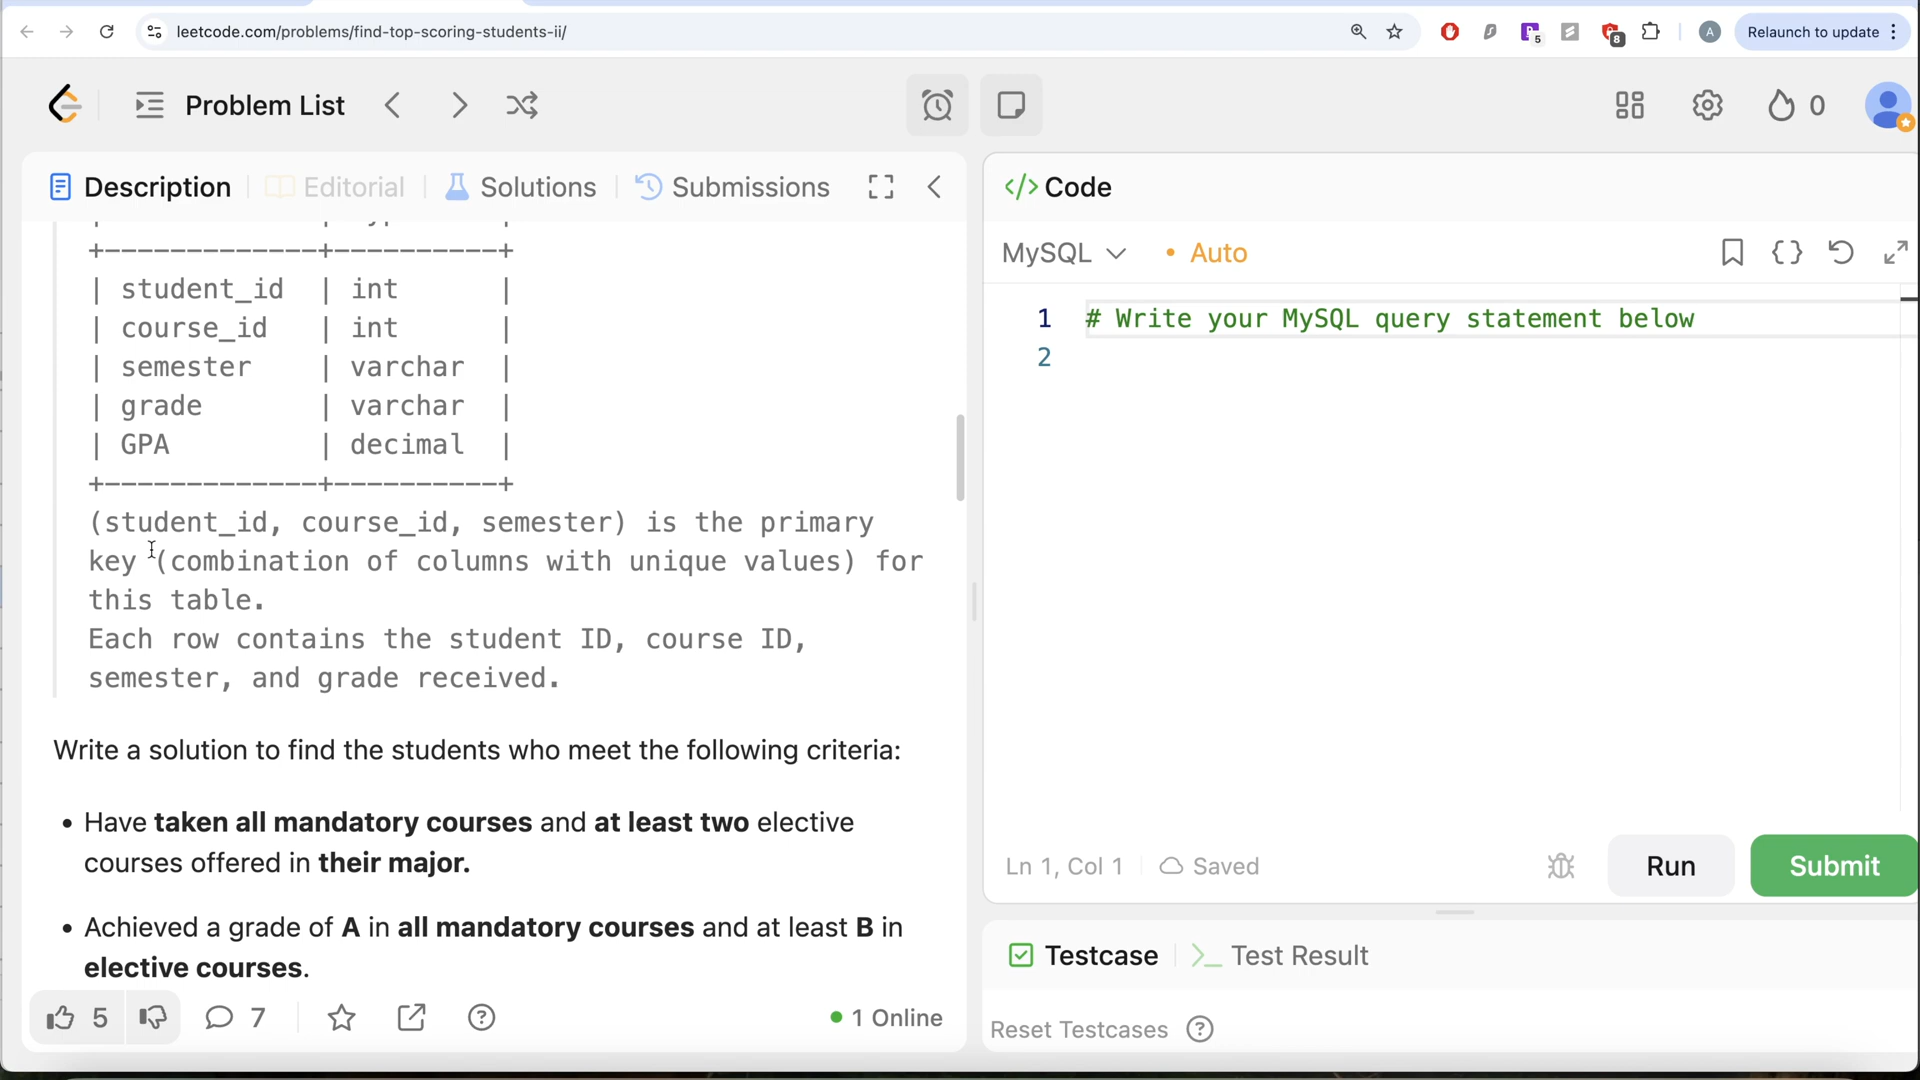 leetcode.com/problems/find-top-scoring-students-ii/
5
8
A
Relaunch to update
Problem List
0
Description
Editorial
Solutions
Submissions
</> Code
MySQL
• Auto
+-------------+----------+
| student_id | int |
| course_id | int |
| semester | varchar |
| grade | varchar |
| GPA | decimal |
+-------------+----------+
(student_id, course_id, semester) is the primary
key (combination of columns with unique values) for
this table.
Each row contains the student ID, course ID,
semester, and grade received.
Write a solution to find the students who meet the following criteria:
• Have taken all mandatory courses and at least two elective
courses offered in their major.
• Achieved a grade of A in all mandatory courses and at least B in
elective courses.
5
7
1 Online
1 # Write your MySQL query statement below
2
Ln 1, Col 1
Saved
Run
Submit
Testcase
Test Result
Reset Testcases